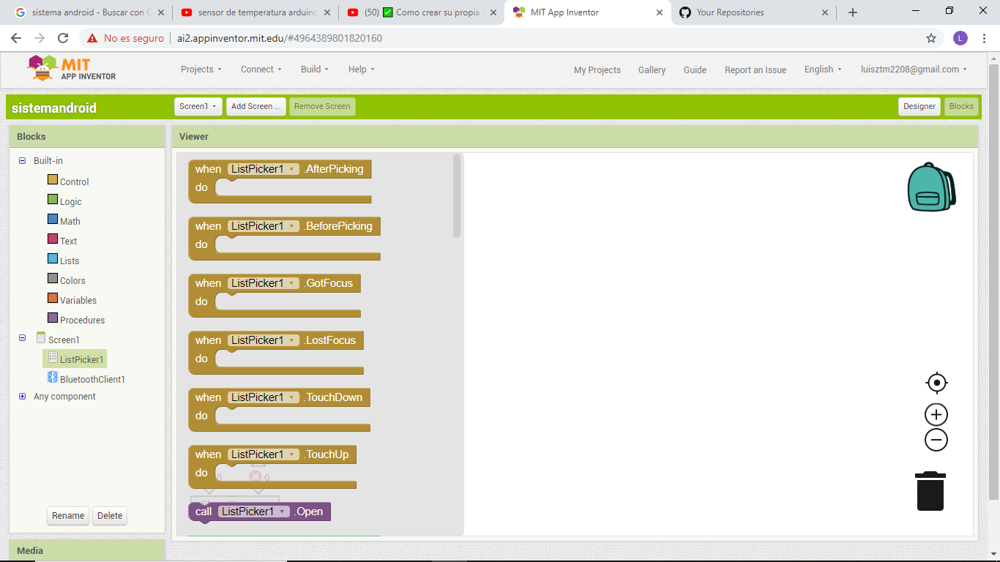 sistema android - Buscar con G
sensor de temperatura arduino
(50) ✅ Como crear su propia
MIT App Inventor
Your Repositories
No es seguro | ai2.appinventor.mit.edu/#4964389801820160
L
MIT
APP INVENTOR
Projects Connect Build Help My Projects Gallery Guide Report an Issue English luisztm2208@gmail.com
sistemandroid Screen1 Add Screen ... Remove Screen Designer Blocks
Blocks
Viewer
Built-in
Control
Logic
Math
Text
Lists
Colors
Variables
Procedures
Screen1
ListPicker1
BluetoothClient1
Any component
Rename Delete
Media
when ListPicker1 .AfterPicking
do
when ListPicker1 .BeforePicking
do
when ListPicker1 .GotFocus
do
when ListPicker1 .LostFocus
do
when ListPicker1 .TouchDown
do
when ListPicker1 .TouchUp
do
0 0
call ListPicker1 .Open